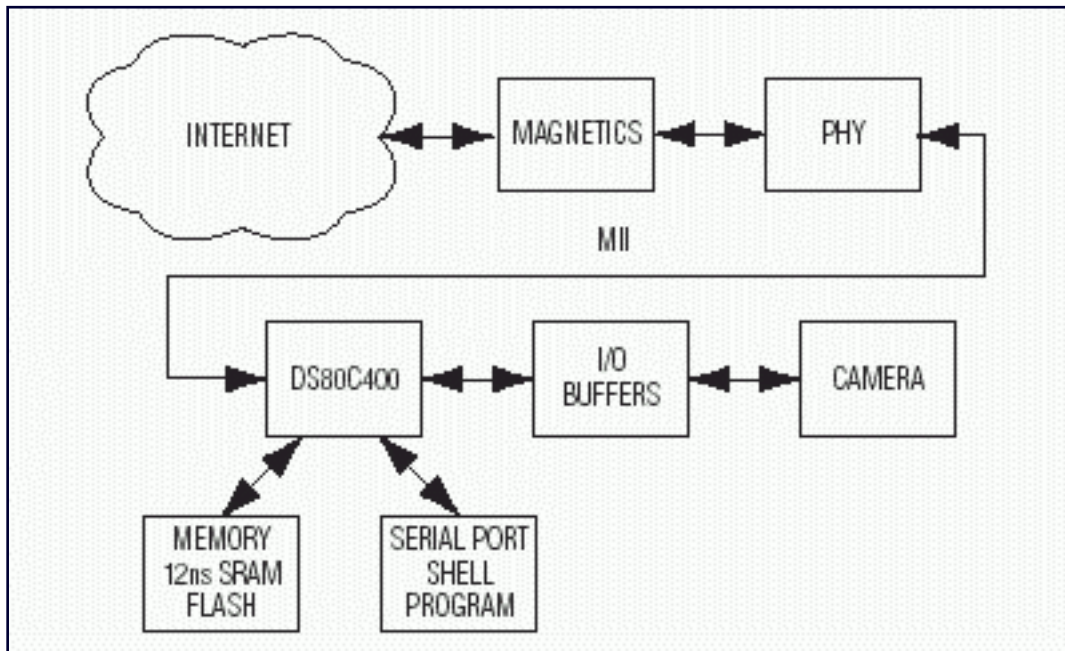 INTERNET
MAGNETICS
PHY
MII
DS80C400
I/O
BUFFERS
CAMERA
MEMORY
12ns SRAM
FLASH
SERIAL PORT
SHELL
PROGRAM